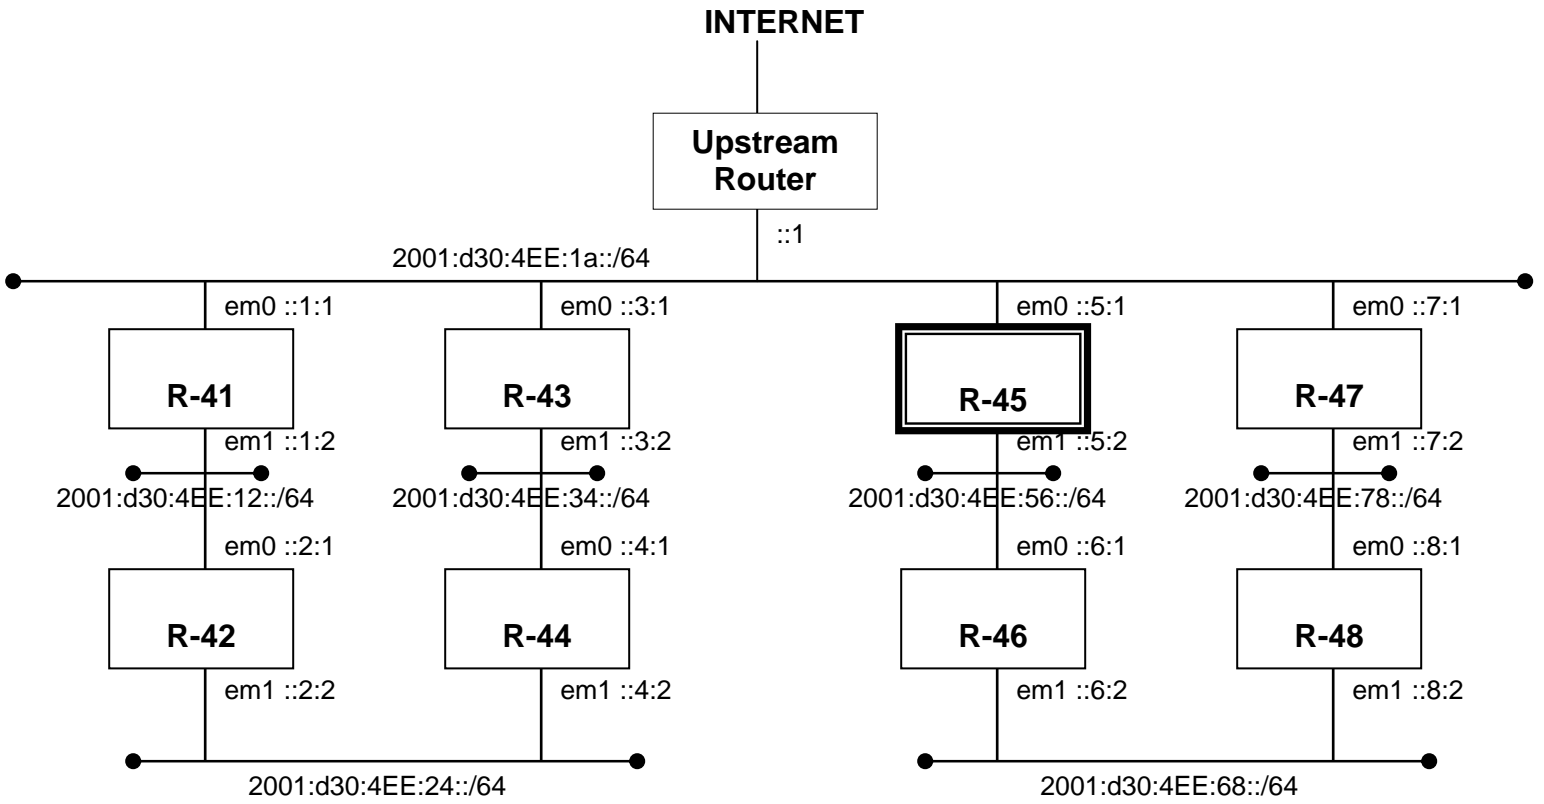 INTERNET
Upstream
Router
::1
2001:d30:4EE:1a::/64
em0 ::1:1
em0 ::3:1
em0 ::5:1
em0 ::7:1
R-41
R-43
R-45
R-47
em1 ::1:2
em1 ::3:2
em1 ::5:2
em1 ::7:2
2001:d30:4EE:12::/64
2001:d30:4EE:34::/64
2001:d30:4EE:56::/64
2001:d30:4EE:78::/64
em0 ::2:1
em0 ::4:1
em0 ::6:1
em0 ::8:1
R-42
R-44
R-46
R-48
em1 ::2:2
em1 ::4:2
em1 ::6:2
em1 ::8:2
2001:d30:4EE:24::/64
2001:d30:4EE:68::/64